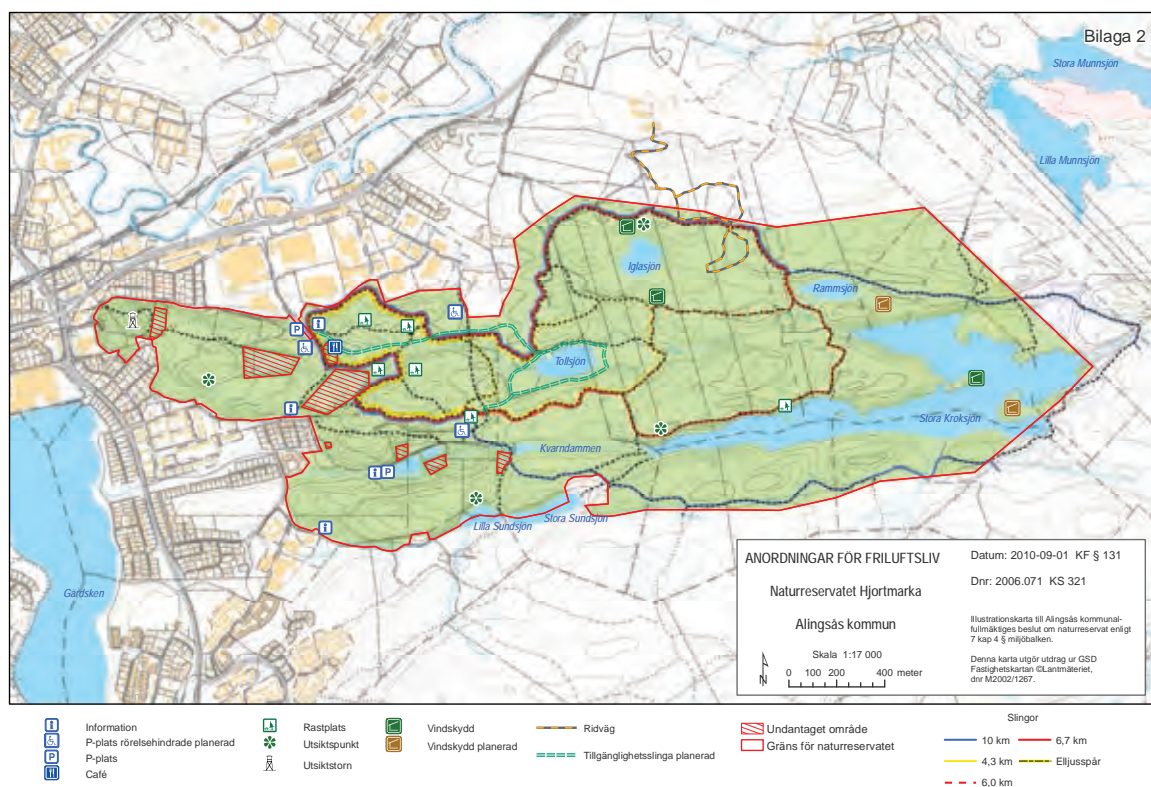 Bilaga 2
Stora Munnsjön
Lilla Munnsjön
Iglasjön
Rammsjön
Tollsjön
Stora Kroksjön
Kvarndammen
Lilla Sundsjön
Stora Sundsjön
Gärdsken
ANORDNINGAR FÖR FRILUFTSLIV
Naturreservatet Hjortmarka
Alingsås kommun
Skala 1:17 000
N
0 100 200 400 meter
Datum: 2010-09-01 KF § 131
Dnr: 2006.071 KS 321
Illustrationskarta till Alingsås kommunal-
fullmäktiges beslut om naturreservat enligt
7 kap 4 § miljöbalken.
Denna karta utgör utdrag ur GSD
Fastighetskartan ©Lantmäteriet,
dnr M2002/1267.
Information
P-plats rörelsehindrade planerad
P
P-plats
Café
Rastplats
Utsiktspunkt
Utsiktstorn
Vindskydd
Vindskydd planerad
Ridväg
Tillgänglighetsslinga planerad
Undantaget område
Gräns för naturreservatet
Slingor
10 km
6,7 km
4,3 km
Elljusspår
6,0 km